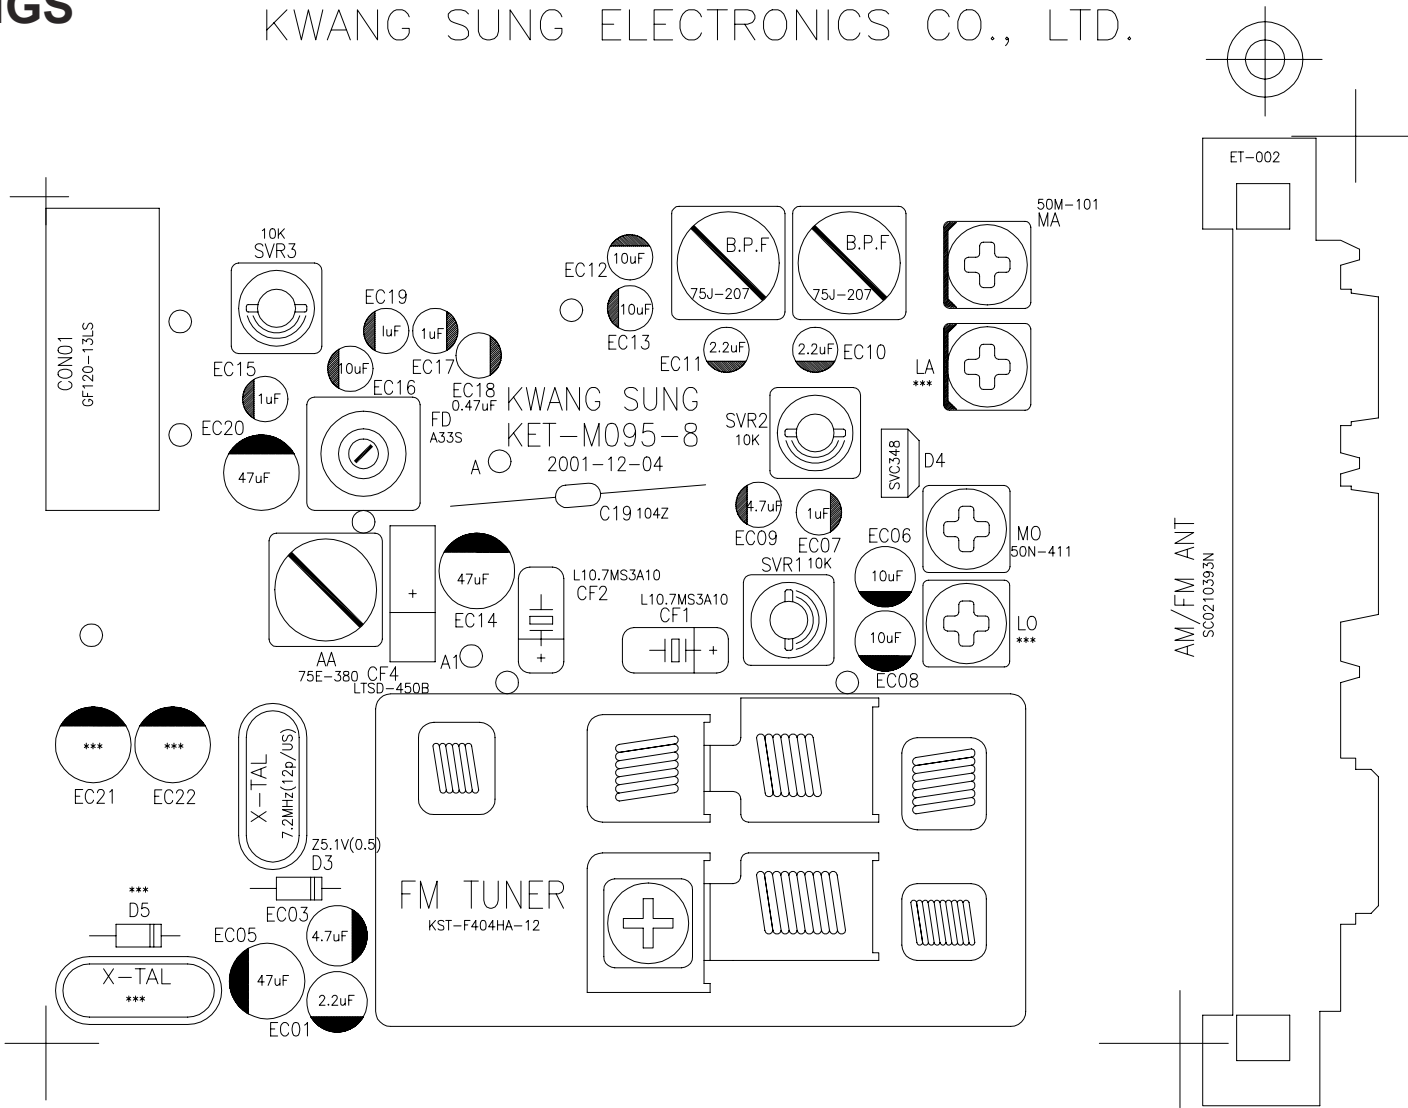 NGS
KWANG SUNG ELECTRONICS CO., LTD.
ET-002
50M-101
MA
10K
SVR3
B.P.F
75J-207
B.P.F
75J-207
EC12
10uF
10uF
EC13
EC19
1uF
1uF
EC17
EC11
2.2uF
2.2uF
EC10
LA
***
CON01
GF120-13LS
EC15
1uF
10uF
EC16
EC18
0.47uF
KWANG SUNG
KET-M095-8
2001-12-04
FD
A33S
EC20
47uF
A
SVR2
10K
SVC348
D4
C19 104Z
4.7uF
EC09
1uF
EC07
EC06
10uF
MO
50N-411
SVR1 10K
47uF
EC14
L10.7MS3A10
CF2
+
+
L10.7MS3A10
CF1
+
10uF
EC08
LO
***
AM/FM ANT
SC0210393N
AA
75E-380
CF4
LTSD-450B
A1
***
EC21
***
EC22
X-TAL
7.2MHz(12p/US)
Z5.1V(0.5)
D3
FM TUNER
KST-F404HA-12
***
D5
EC03
4.7uF
EC05
47uF
2.2uF
EC01
X-TAL
***